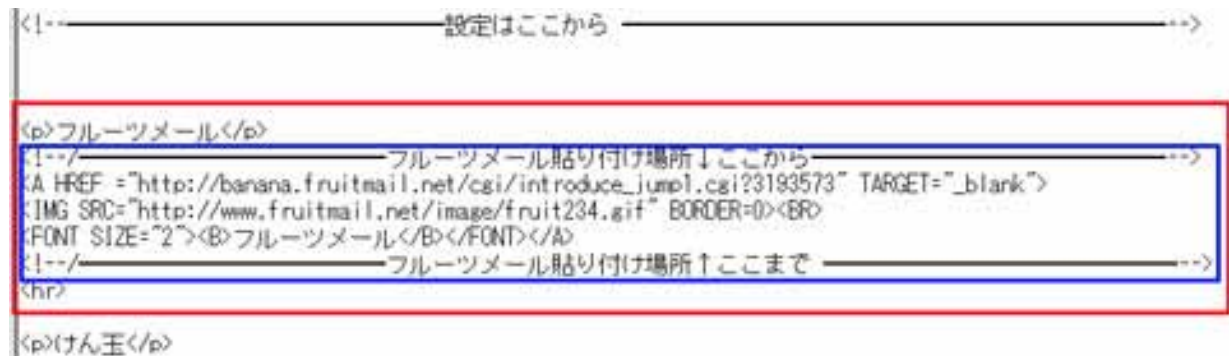 <!--━━━━━━━━━━━━━━━━━━設定はここから ━━━━━━━━━━━━━━━━━━━━━━━━━━-->
<p>フルーツメール</p>
<!--/━━━━━━━━━━━━━━フルーツメール貼り付け場所↓ここから━━━━━━━━━━━━━━━━-->
<A HREF ="http://banana.fruitmail.net/cgi/introduce_jump1.cgi?3193573" TARGET="_blank">
<IMG SRC="http://www.fruitmail.net/image/fruit234.gif" BORDER=0><BR>
<FONT SIZE="2"><B>フルーツメール</B></FONT></A>
<!--/━━━━━━━━━━━━━━フルーツメール貼り付け場所↑ここまで ━━━━━━━━━━━━━━━━-->
<hr>
<p>けん玉</p>